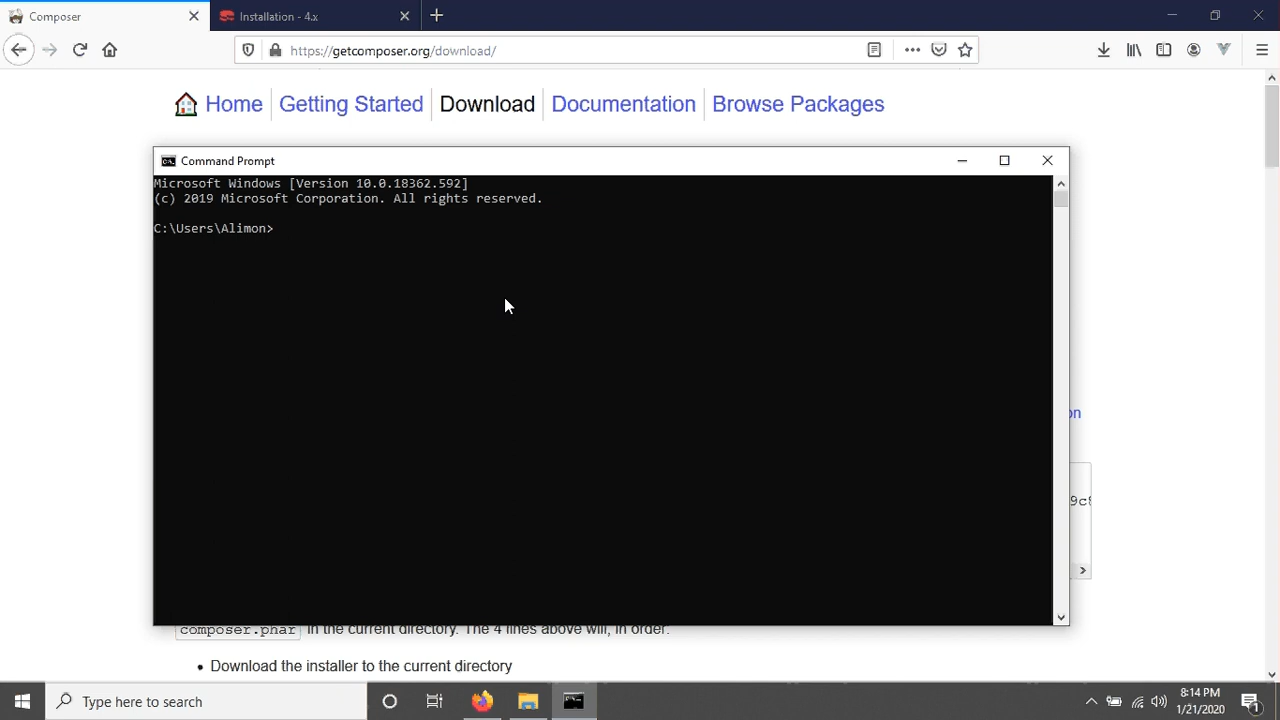 Composer
Installation - 4.x
https://getcomposer.org/download/
Home
Getting Started
Download
Documentation
Browse Packages
Command Prompt
Microsoft Windows [Version 10.0.18362.592]
(c) 2019 Microsoft Corporation. All rights reserved.
C:\Users\Alimon>
on
9c
composer.phar in the current directory. The 4 lines above will, in order:
Download the installer to the current directory
Type here to search
8:14 PM
1/21/2020
1